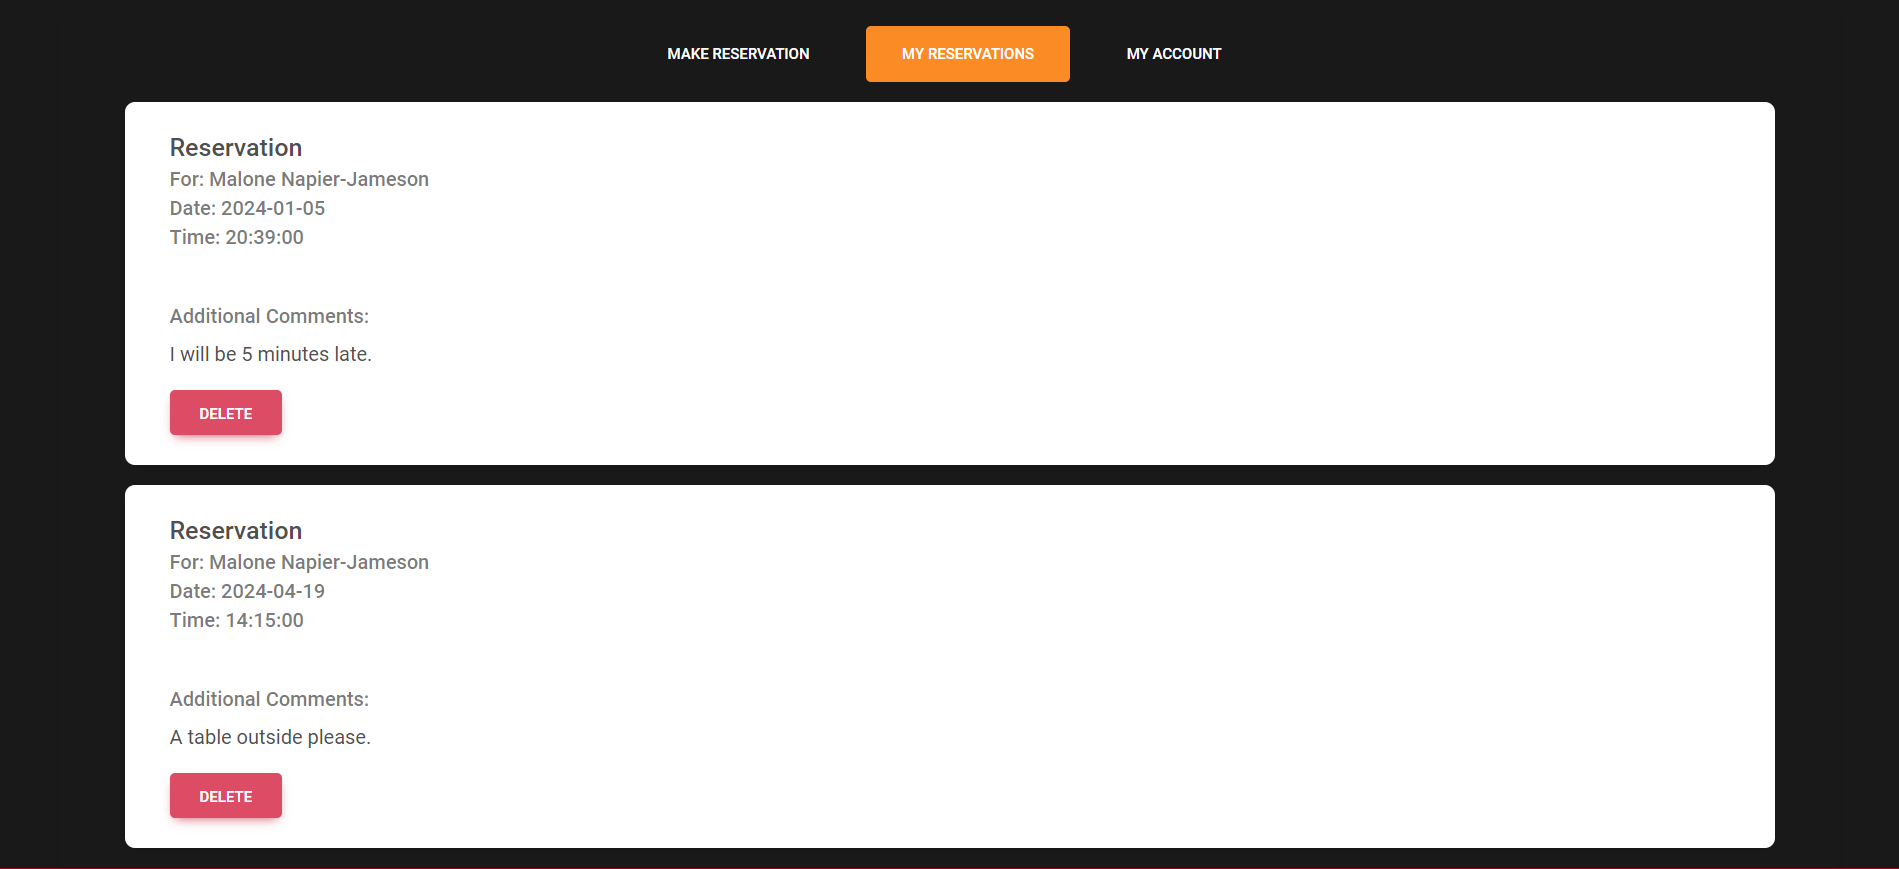 MAKE RESERVATION MY RESERVATIONS MY ACCOUNT
Reservation
For: Malone Napier-Jameson
Date: 2024-01-05
Time: 20:39:00
Additional Comments:
I will be 5 minutes late.
DELETE
Reservation
For: Malone Napier-Jameson
Date: 2024-04-19
Time: 14:15:00
Additional Comments:
A table outside please.
DELETE